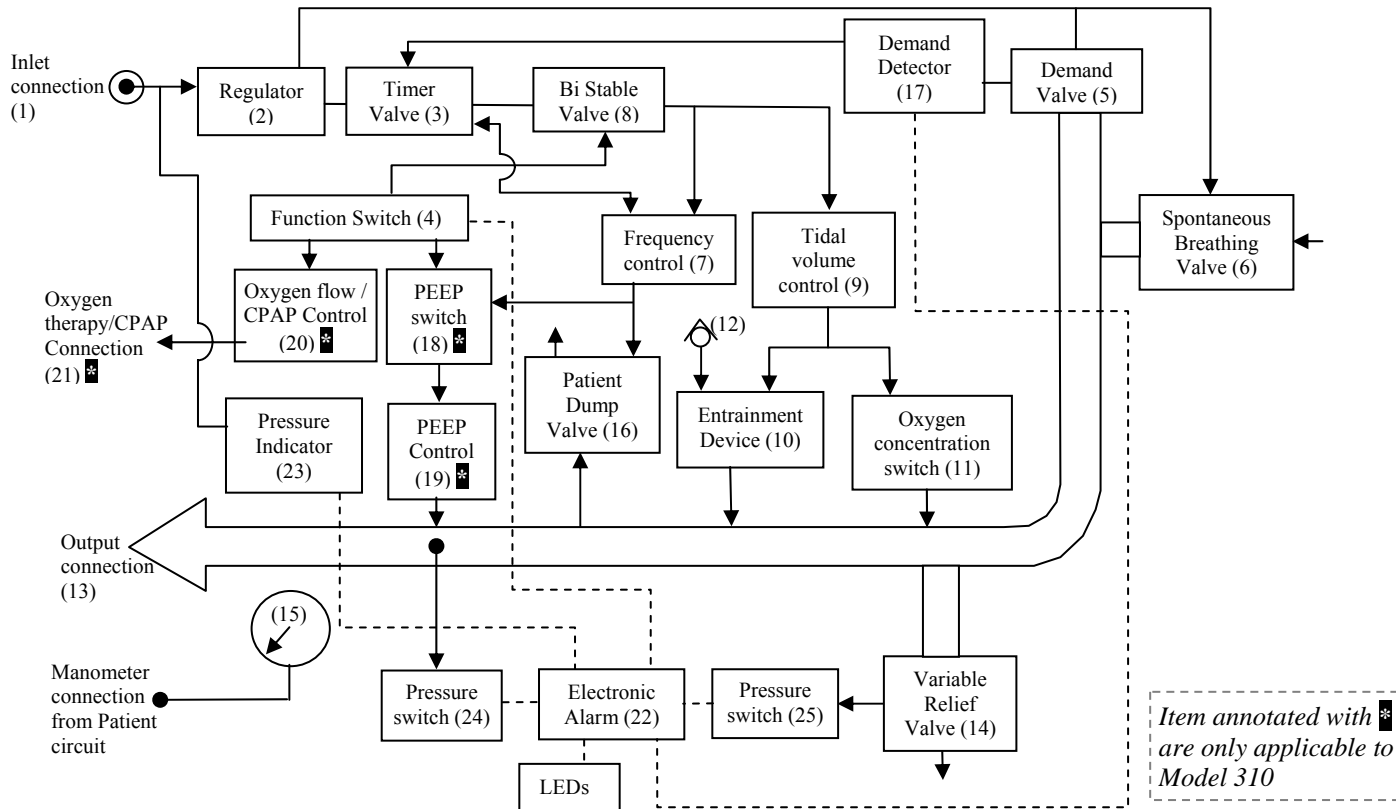 Inlet
connection
(1)
Regulator
(2)
Timer
Valve (3)
Bi Stable
Valve (8)
Demand
Detector
(17)
Demand
Valve (5)
Function Switch (4)
Frequency
control (7)
Tidal
volume
control (9)
Spontaneous
Breathing
Valve (6)
Oxygen
therapy/CPAP
Connection
(21) *
Oxygen flow /
CPAP Control
(20) *
PEEP
switch
(18) *
(12)
Pressure
Indicator
(23)
PEEP
Control
(19) *
Patient
Dump
Valve (16)
Entrainment
Device (10)
Oxygen
concentration
switch (11)
Output
connection
(13)
(15)
Manometer
connection
from Patient
circuit
Pressure
switch (24)
Electronic
Alarm (22)
Pressure
switch (25)
Variable
Relief
Valve (14)
LEDs
Item annotated with *
are only applicable to
Model 310